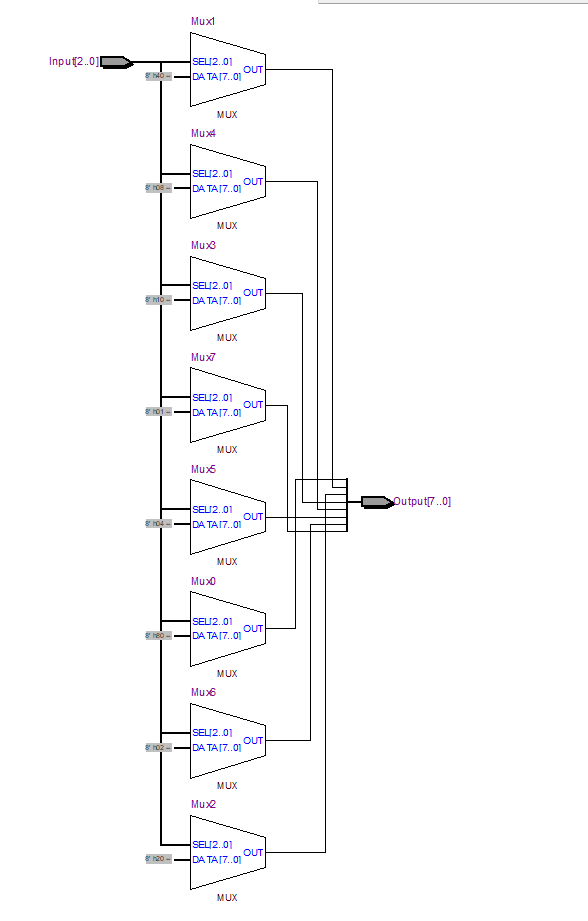 Mux1
Input[2..0]
SEL[2..0]
OUT
8' h40 --
DATA[7..0]
MUX
Mux4
SEL[2..0]
OUT
8' h08 --
DATA[7..0]
MUX
Mux3
SEL[2..0]
OUT
8' h10 --
DATA[7..0]
MUX
Mux7
SEL[2..0]
OUT
8' h01 --
DATA[7..0]
MUX
Mux5
Output[7..0]
SEL[2..0]
OUT
8' h04 --
DATA[7..0]
MUX
Mux0
SEL[2..0]
OUT
8' h80 --
DATA[7..0]
MUX
Mux6
SEL[2..0]
OUT
8' h02 --
DATA[7..0]
MUX
Mux2
SEL[2..0]
OUT
8' h20 --
DATA[7..0]
MUX